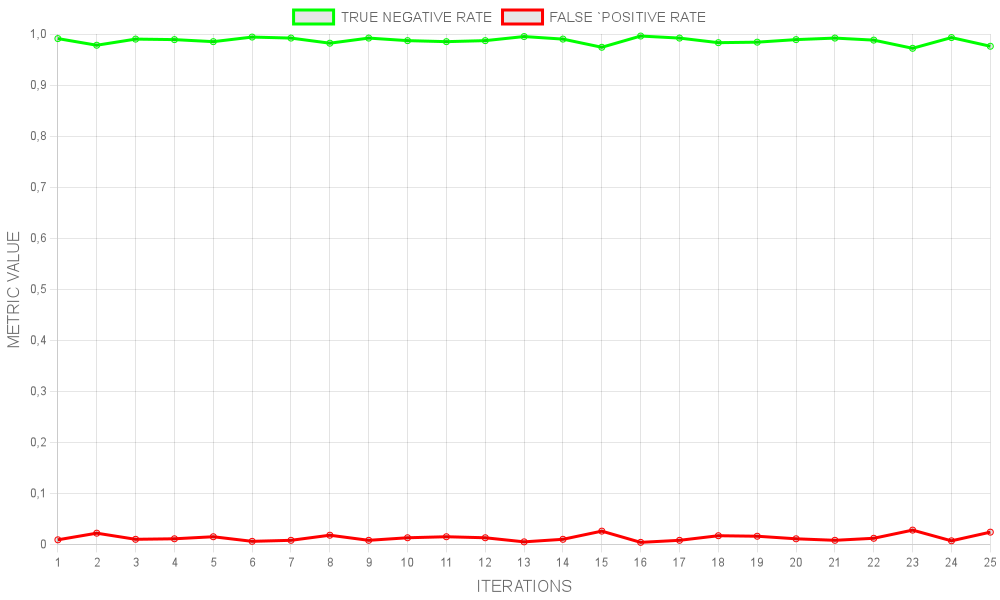 TRUE NEGATIVE RATE FALSE `POSITIVE RATE
1,0
0,9
0,8
0,7
0,6
0,5
0,4
0,3
0,2
0,1
0
METRIC VALUE
1 2 3 4 5 6 7 8 9 10 11 12 13 14 15 16 17 18 19 20 21 22 23 24 25
ITERATIONS